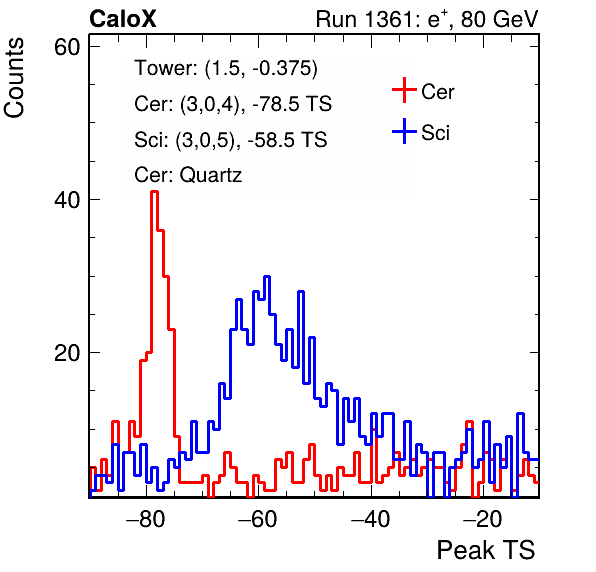 CaloX Run 1361: e⁺, 80 GeV
Counts
60
40
20
Tower: (1.5, -0.375)
Cer: (3,0,4), -78.5 TS
Sci: (3,0,5), -58.5 TS
Cer: Quartz
Cer
Sci
−80 −60 −40 −20
Peak TS